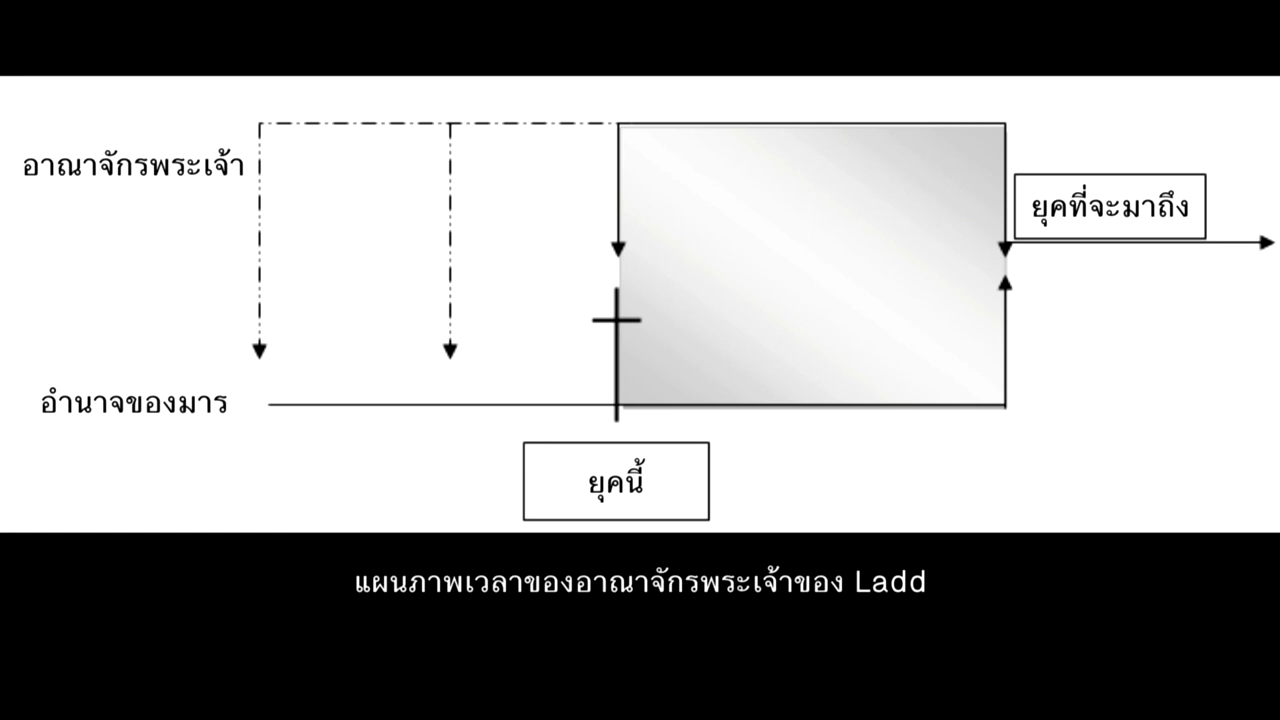 อาณาจักรพระเจ้า
ยุคที่จะมาถึง
อำนาจของมาร
ยุคนี้
แผนภาพเวลาของอาณาจักรพระเจ้าของ Ladd